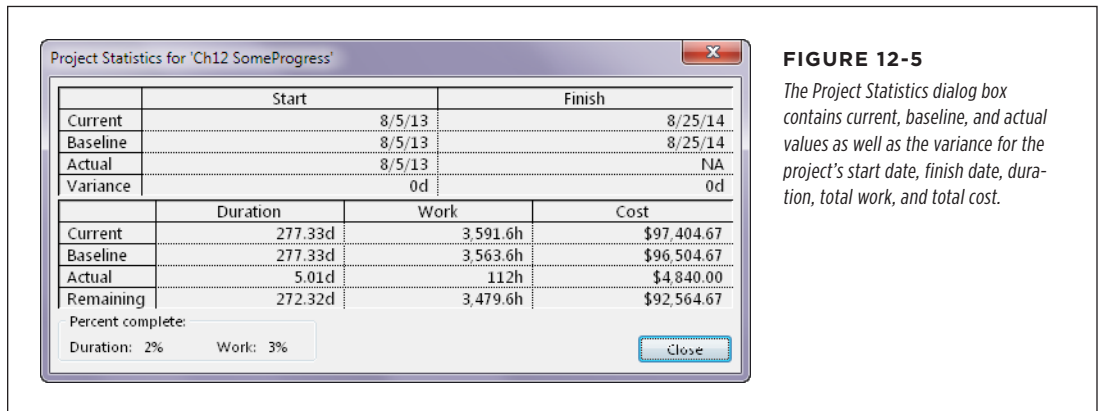 Project Statistics for 'Ch12 SomeProgress'
x
Start Finish
Current 8/5/13 8/25/14
Baseline 8/5/13 8/25/14
Actual 8/5/13 NA
Variance 0d 0d
Duration Work Cost
Current 277.33d 3,591.6h $97,404.67
Baseline 277.33d 3,563.6h $96,504.67
Actual 5.01d 112h $4,840.00
Remaining 272.32d 3,479.6h $92,564.67
Percent complete:
Duration: 2% Work: 3%
Close
FIGURE 12-5
The Project Statistics dialog box
contains current, baseline, and actual
values as well as the variance for the
project's start date, finish date, dura-
tion, total work, and total cost.